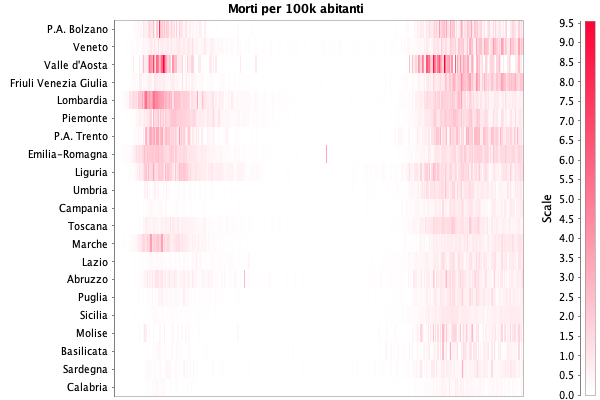 Morti per 100k abitanti
P.A. Bolzano
Veneto
Valle d'Aosta
Friuli Venezia Giulia
Lombardia
Piemonte
P.A. Trento
Emilia-Romagna
Liguria
Umbria
Campania
Toscana
Marche
Lazio
Abruzzo
Puglia
Sicilia
Molise
Basilicata
Sardegna
Calabria
Scale
9.5
9.0
8.5
8.0
7.5
7.0
6.5
6.0
5.5
5.0
4.5
4.0
3.5
3.0
2.5
2.0
1.5
1.0
0.5
0.0